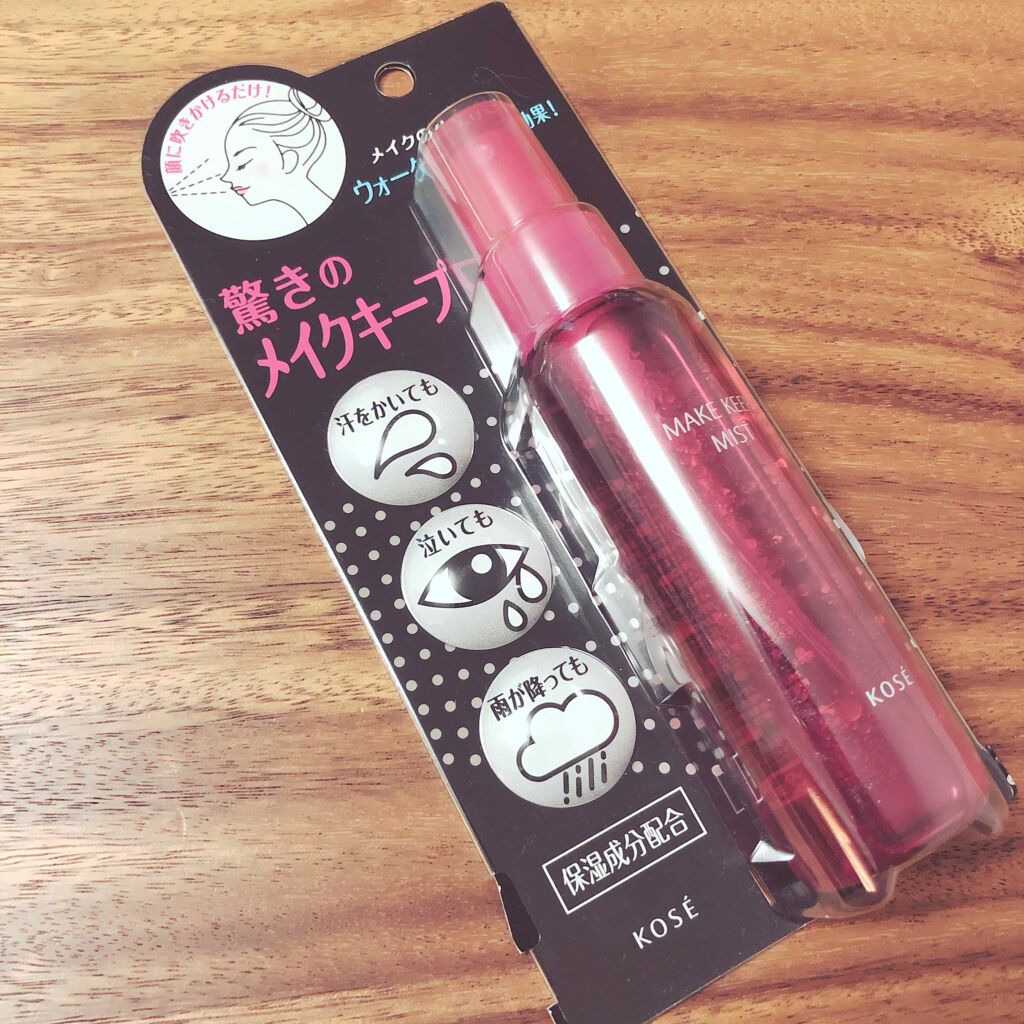 顔に吹きかけるだけ!
メイクの
効果!
ウォータ
驚きの
メイクキープ
汗をかいても
泣いても
雨が降っても
保湿成分配合
KOSÉ
MAKE KEE
MIST
KOSÉ